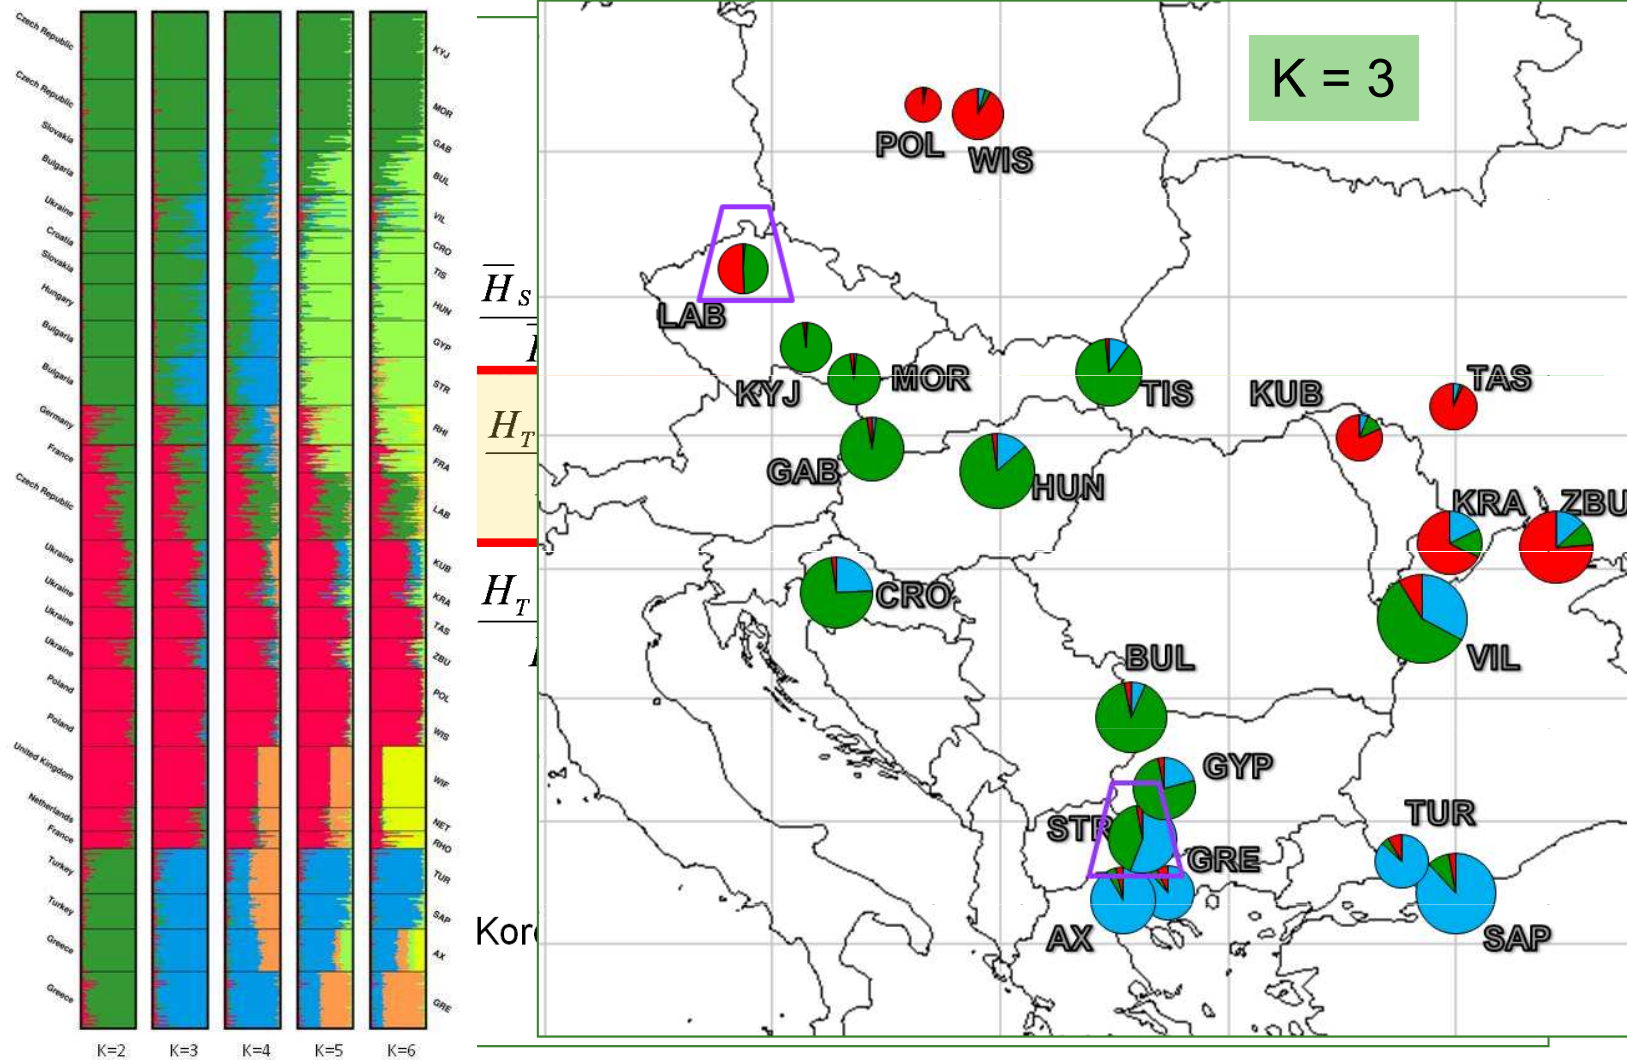 Czech Republic
Czech Republic
Slovakia
Bulgaria
Ukraine
Croatia
Slovakia
Hungary
Bulgaria
Bulgaria
Germany
France
Czech Republic
Ukraine
Ukraine
Ukraine
Ukraine
Poland
Poland
United Kingdom
Netherlands
France
Turkey
Turkey
Greece
Greece
KYJ
MOR
GAB
BUL
VIL
CRO
TIS
HUN
GYP
STR
RHI
FRA
LAB
KUB
KRA
TAS
ZBU
POL
WIS
WIF
NET
RHO
TUR
SAP
AX
GRE
K=2 K=3 K=4 K=5 K=6
H S
H T
H T
Kor
K = 3
POL WIS
LAB
KYJ MOR TIS KUB TAS
GAB HUN
KRA ZBU
CRO
BUL VIL
GYP
STR GRE TUR
AX SAP